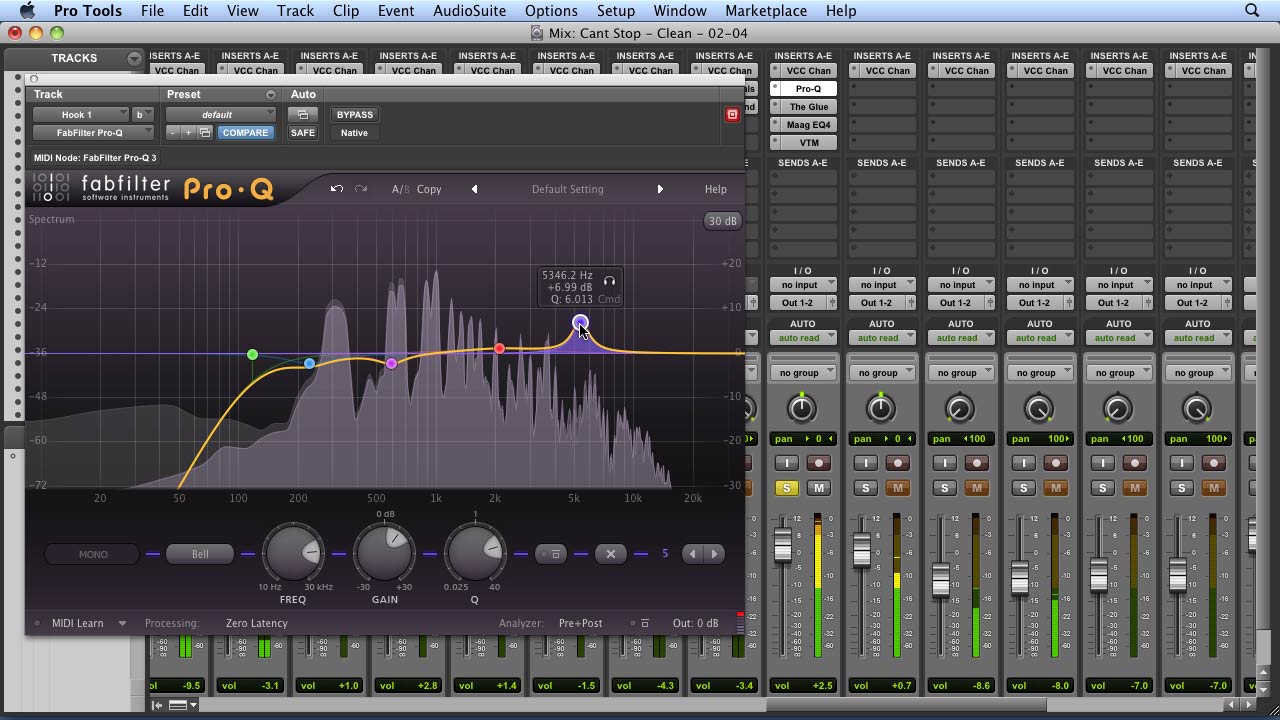 Pro Tools File Edit View Track Clip Event AudioSuite Options Setup Window Marketplace Help
Mix: Cant Stop - Clean - 02-04
TRACKS
INSERTS A-E INSERTS A-E INSERTS A-E INSERTS A-E INSERTS A-E INSERTS A-E INSERTS A-E INSERTS A-E INSERTS A-E INSERTS A-E INSERTS A-E INSERTS A-E INSERTS A-E INSERTS A-E
VCC Chan VCC Chan VCC Chan VCC Chan VCC Chan VCC Chan VCC Chan VCC Chan VCC Chan VCC Chan VCC Chan VCC Chan VCC Chan VCC Chan
Pro-Q
The Glue
Maag EQ4
VTM
Track Preset Auto
Hook 1 b default BYPASS
FabFilter Pro-Q - + COMPARE SAFE Native
MIDI Node: FabFilter Pro-Q 3
fabfilter
software instruments
Pro·Q
A/B Copy Default Setting Help
Spectrum 30 dB
-12 +20
-24 +10
-36 0
-48 -10
-60 -20
-72 -30
5346.2 Hz
+6.99 dB
Q: 6.013 Cmd
20 50 100 200 500 1k 2k 5k 10k 20k
0 dB 1
MONO Bell 5
10 Hz 30 kHz -30 +30 0.025 40
FREQ GAIN Q
MIDI Learn Processing: Zero Latency Analyzer: Pre+Post Out: 0 dB
SENDS A-E SENDS A-E SENDS A-E SENDS A-E SENDS A-E SENDS A-E
I / O I / O I / O I / O I / O I / O
no input no input no input no input no input no input
Out 1-2 Out 1-2 Out 1-2 Out 1-2 Out 1-2 Out 1-2
AUTO AUTO AUTO AUTO AUTO AUTO
auto read auto read auto read auto read auto read auto read
no group no group no group no group no group no group
pan 0 pan 0 pan 100 pan 100 pan 100 pan 100
I I I I I I
S M S M S M S M S M S M
12 12 12 12 12 12
vol -9.5 vol -3.1 vol +1.0 vol +2.8 vol +1.4 vol -1.5 vol -4.3 vol -3.4 vol +2.5 vol +0.7 vol -8.6 vol -8.0 vol -7.0 vol -7.0